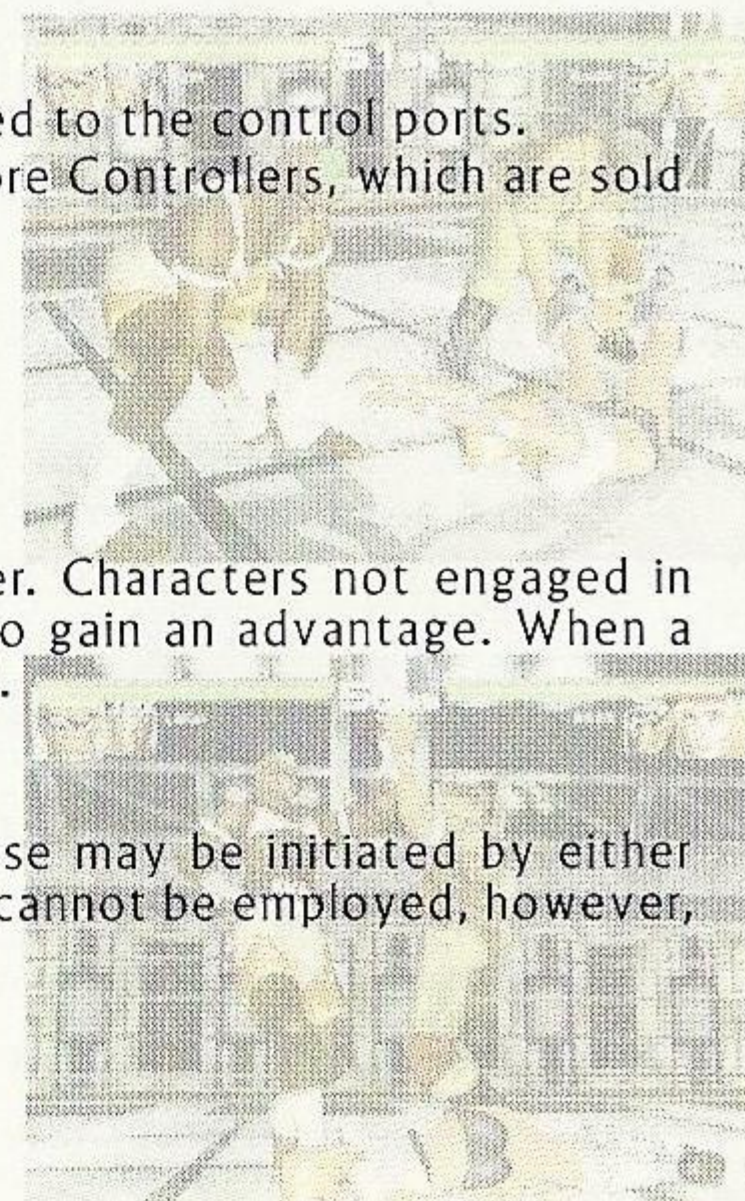 ed to the control ports.
ore Controllers, which are sold
er. Characters not engaged in
o gain an advantage. When a
.
se may be initiated by either
cannot be employed, however,